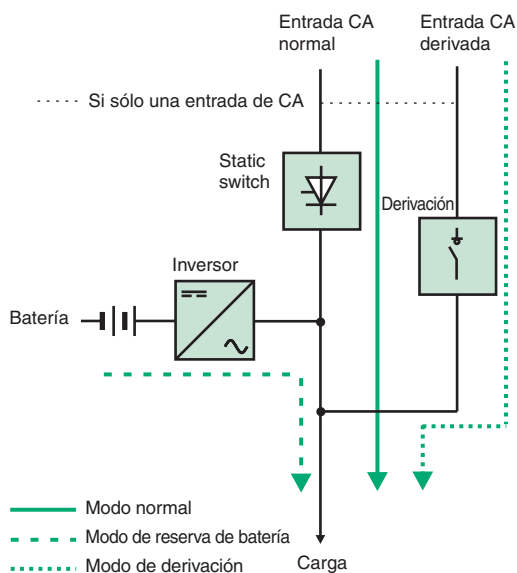 Entrada CA
normal
Entrada CA
derivada
Si sólo una entrada de CA
Static
switch
Derivación
Inversor
Batería
Modo normal
Modo de reserva de batería
Modo de derivación
Carga